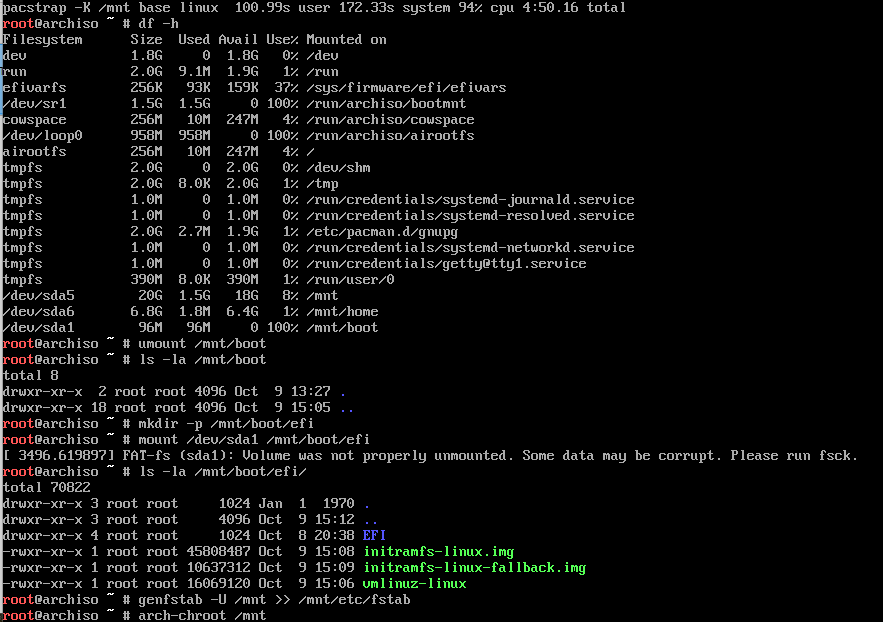 pacstrap -K /mnt base linux  100.99s user 172.33s system 94% cpu 4:50.16 total
root@archiso ~ # df -h
Filesystem      Size  Used Avail Use% Mounted on
dev             1.8G     0  1.8G   0% /dev
run             2.0G  9.1M  1.9G   1% /run
efivarfs        256K   93K  159K  37% /sys/firmware/efi/efivars
/dev/sr1        1.5G  1.5G     0 100% /run/archiso/bootmnt
cowspace        256M   10M  247M   4% /run/archiso/cowspace
/dev/loop0      958M  958M     0 100% /run/archiso/airootfs
airootfs        256M   10M  247M   4% /
tmpfs           2.0G     0  2.0G   0% /dev/shm
tmpfs           2.0G  8.0K  2.0G   1% /tmp
tmpfs           1.0M     0  1.0M   0% /run/credentials/systemd-journald.service
tmpfs           1.0M     0  1.0M   0% /run/credentials/systemd-resolved.service
tmpfs           2.0G  2.7M  1.9G   1% /etc/pacman.d/gnupg
tmpfs           1.0M     0  1.0M   0% /run/credentials/systemd-networkd.service
tmpfs           1.0M     0  1.0M   0% /run/credentials/getty@tty1.service
tmpfs           390M  8.0K  390M   1% /run/user/0
/dev/sda5        20G  1.5G   18G   8% /mnt
/dev/sda6       6.8G  1.8M  6.4G   1% /mnt/home
/dev/sda1        96M   96M     0 100% /mnt/boot
root@archiso ~ # umount /mnt/boot
root@archiso ~ # ls -la /mnt/boot
total 8
drwxr-xr-x  2 root root 4096 Oct  9 13:27 .
drwxr-xr-x 18 root root 4096 Oct  9 15:05 ..
root@archiso ~ # mkdir -p /mnt/boot/efi
root@archiso ~ # mount /dev/sda1 /mnt/boot/efi
[ 3496.619897] FAT-fs (sda1): Volume was not properly unmounted. Some data may be corrupt. Please run fsck.
root@archiso ~ # ls -la /mnt/boot/efi/
total 70822
drwxr-xr-x 3 root root     1024 Jan  1  1970 .
drwxr-xr-x 3 root root     4096 Oct  9 15:12 ..
drwxr-xr-x 4 root root     1024 Oct  8 20:38 EFI
-rwxr-xr-x 1 root root 45808487 Oct  9 15:08 initramfs-linux.img
-rwxr-xr-x 1 root root 10637312 Oct  9 15:09 initramfs-linux-fallback.img
-rwxr-xr-x 1 root root 16069120 Oct  9 15:06 vmlinuz-linux
root@archiso ~ # genfstab -U /mnt >> /mnt/etc/fstab
root@archiso ~ # arch-chroot /mnt